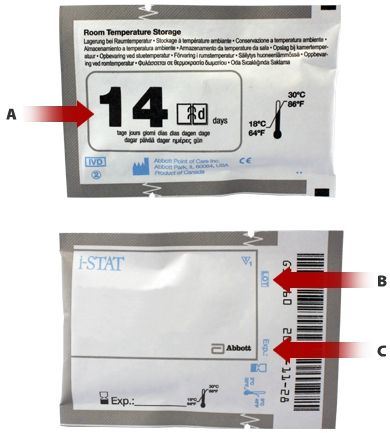 Room Temperature Storage
Lagerung bei Raumtemperatur • Stockage à température ambiante • Conservazione a temperatura ambiente •
Almacenamiento a temperatura ambiente • Armazenamento da temperatura da sala • Opslag bij kamertemper-
atuur • Opbevaring ved stuetemperatur • Förvaring i rumstemperatur • Säilytys huoneenlämmössä • Oppbevar-
ing ved romtemperatur • Φυλάσσεται σε θερμοκρασία δωματίου • Oda Sıcaklığında Saklama
A
14
d
days
tage jours giorni días dias dagen dage
dagar päivää dagar ημέρες gün
30°C
86°F
18°C
64°F
IVD
2
Abbott Point of Care Inc.
Abbott Park, IL 60064, USA
Product of Canada
CE
i-STAT
1
LOT
B
Exp.:
C
Abbott
Exp.:
30°C
86°F
18°C
64°F